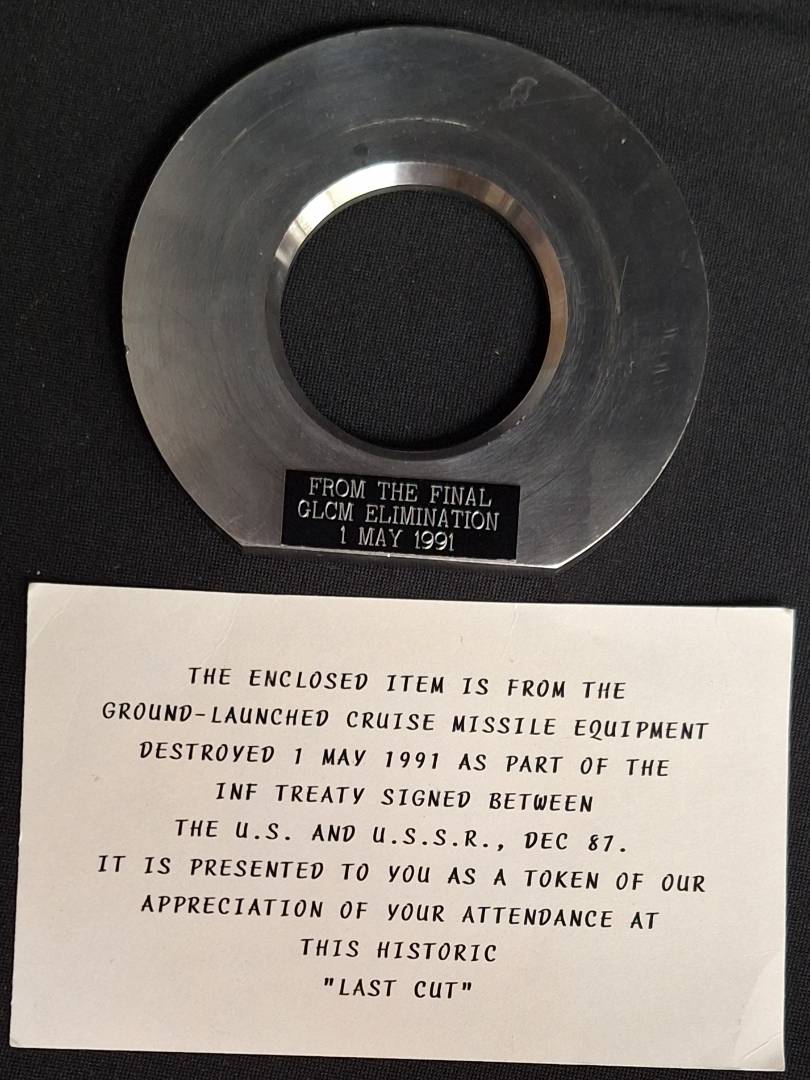 FROM THE FINAL
GLCM ELIMINATION
1 MAY 1991
THE ENCLOSED ITEM IS FROM THE
GROUND-LAUNCHED CRUISE MISSILE EQUIPMENT
DESTROYED 1 MAY 1991 AS PART OF THE
INF TREATY SIGNED BETWEEN
THE U.S. AND U.S.S.R., DEC 87.
IT IS PRESENTED TO YOU AS A TOKEN OF OUR
APPRECIATION OF YOUR ATTENDANCE AT
THIS HISTORIC
"LAST CUT"